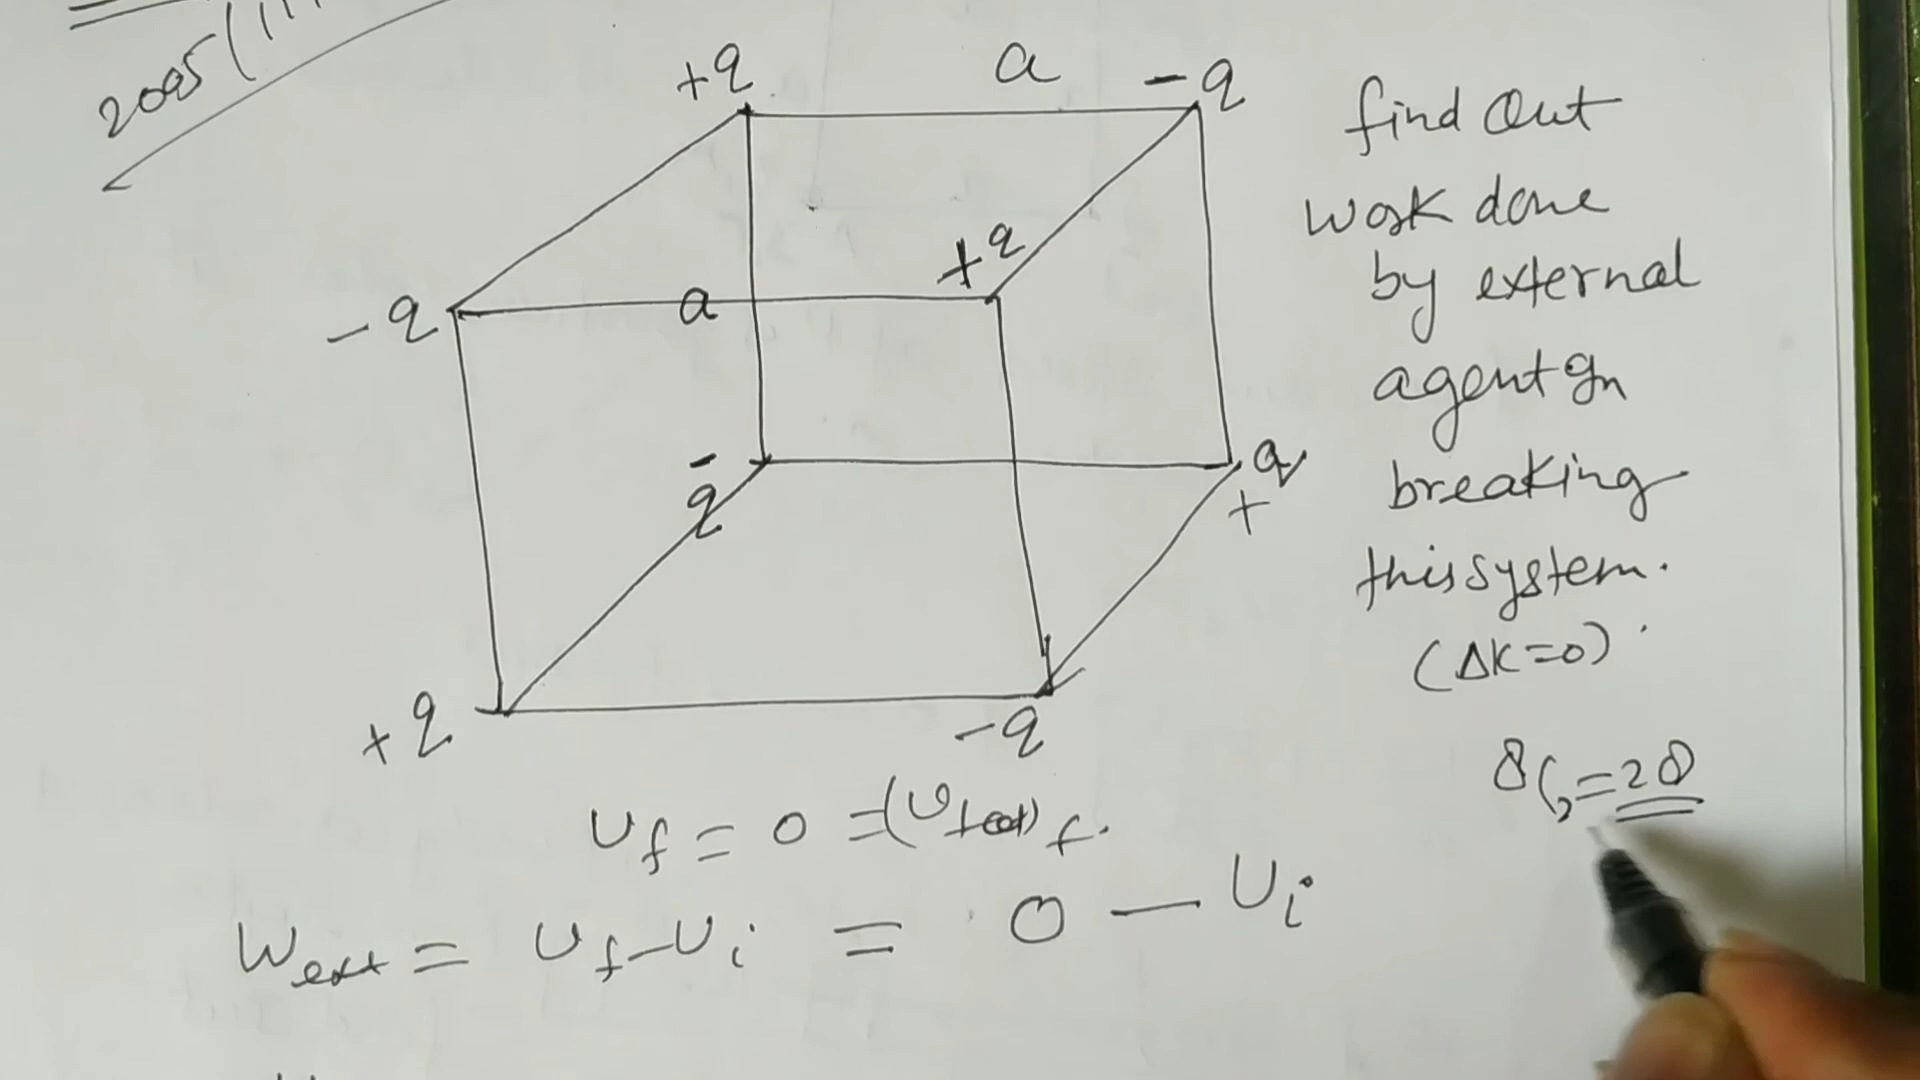 2005 (
+q
a
-q
-q
a
+q
-
q
q
+
+q
-q
find Out
work done
by external
agent In
breaking
this system.
(ΔK=0)
8C2=28
Uf = 0 =(Utot)f.
Wext = Uf-Ui = 0 - Ui